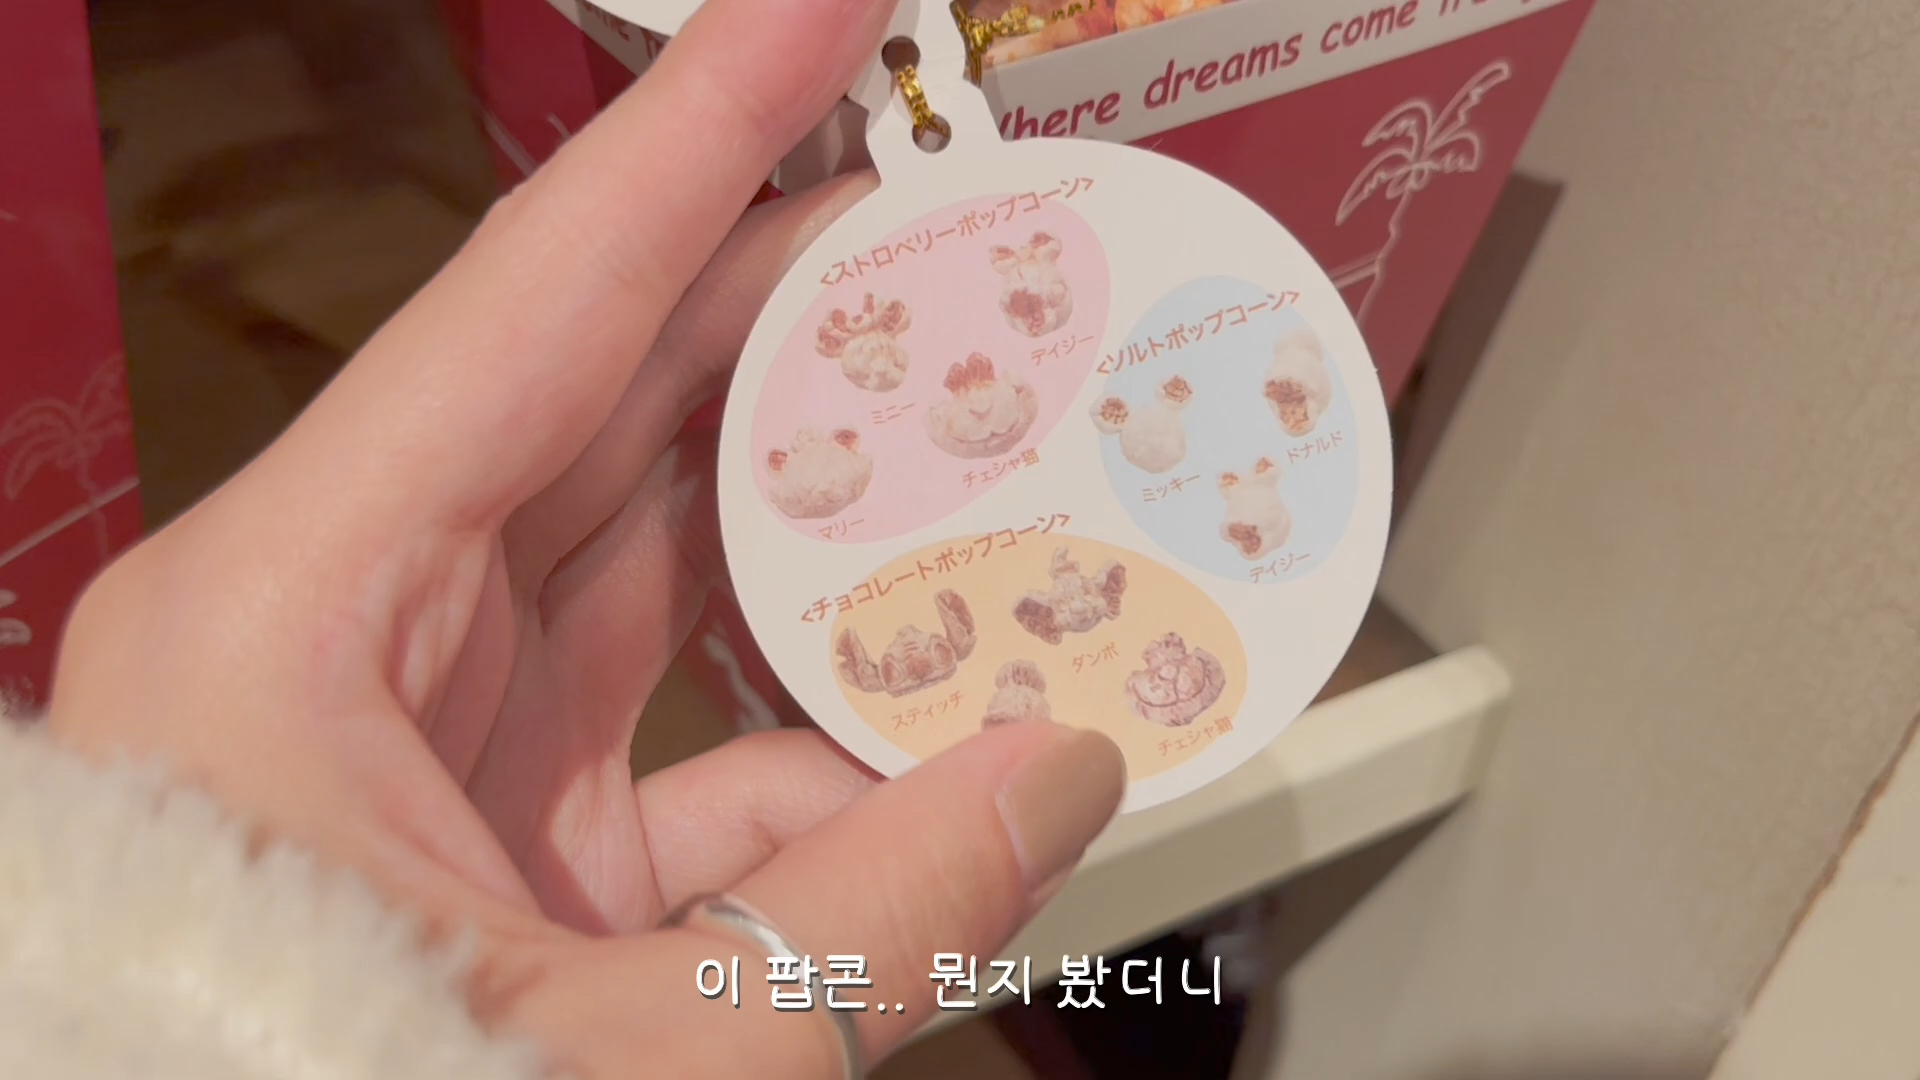 here dreams come
<ストロベリーポップコーン>
デイジー
ミニー
チェシャ猫
マリー
<ソルトポップコーン>
ドナルド
ミッキー
デイジー
<チョコレートポップコーン>
ダンボ
スティッチ
チェシャ猫
이 팝콘.. 뭔지 봤더니